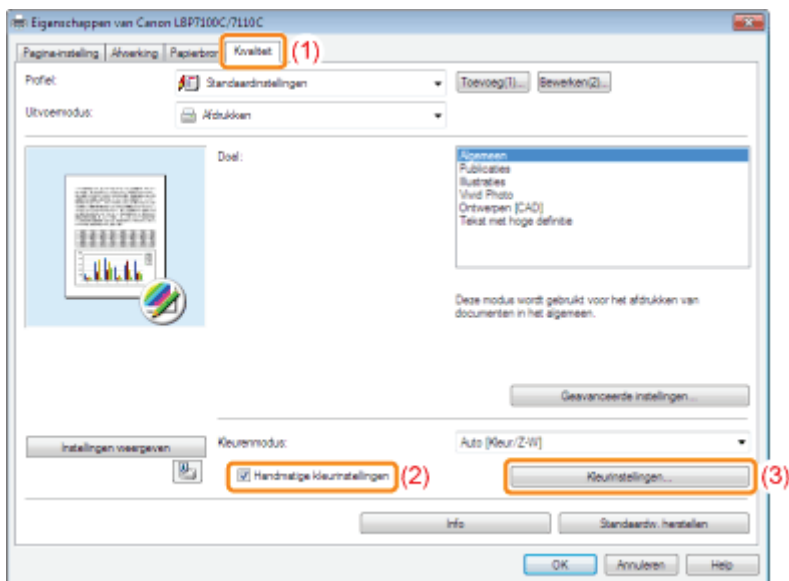 Eigenschappen van Canon LBP7100C/7110C
Pagina-instelling Afwerking Papierbron Kwaliteit (1)
Profiel: Standaardinstellingen Toevoeg(1)... Bewerken(2)...
Uitvoermodus: Afdrukken
Doel: Algemeen
Publicaties
Illustraties
Vivid Photo
Ontwerpen [CAD]
Tekst met hoge definitie
Deze modus wordt gebruikt voor het afdrukken van
documenten in het algemeen.
Geavanceerde instellingen...
Instellingen weergeven Kleurenmodus: Auto [Kleur/Z-W]
Handmatige kleurinstellingen (2) Kleurinstellingen... (3)
Info Standaardw. herstellen
OK Annuleren Help